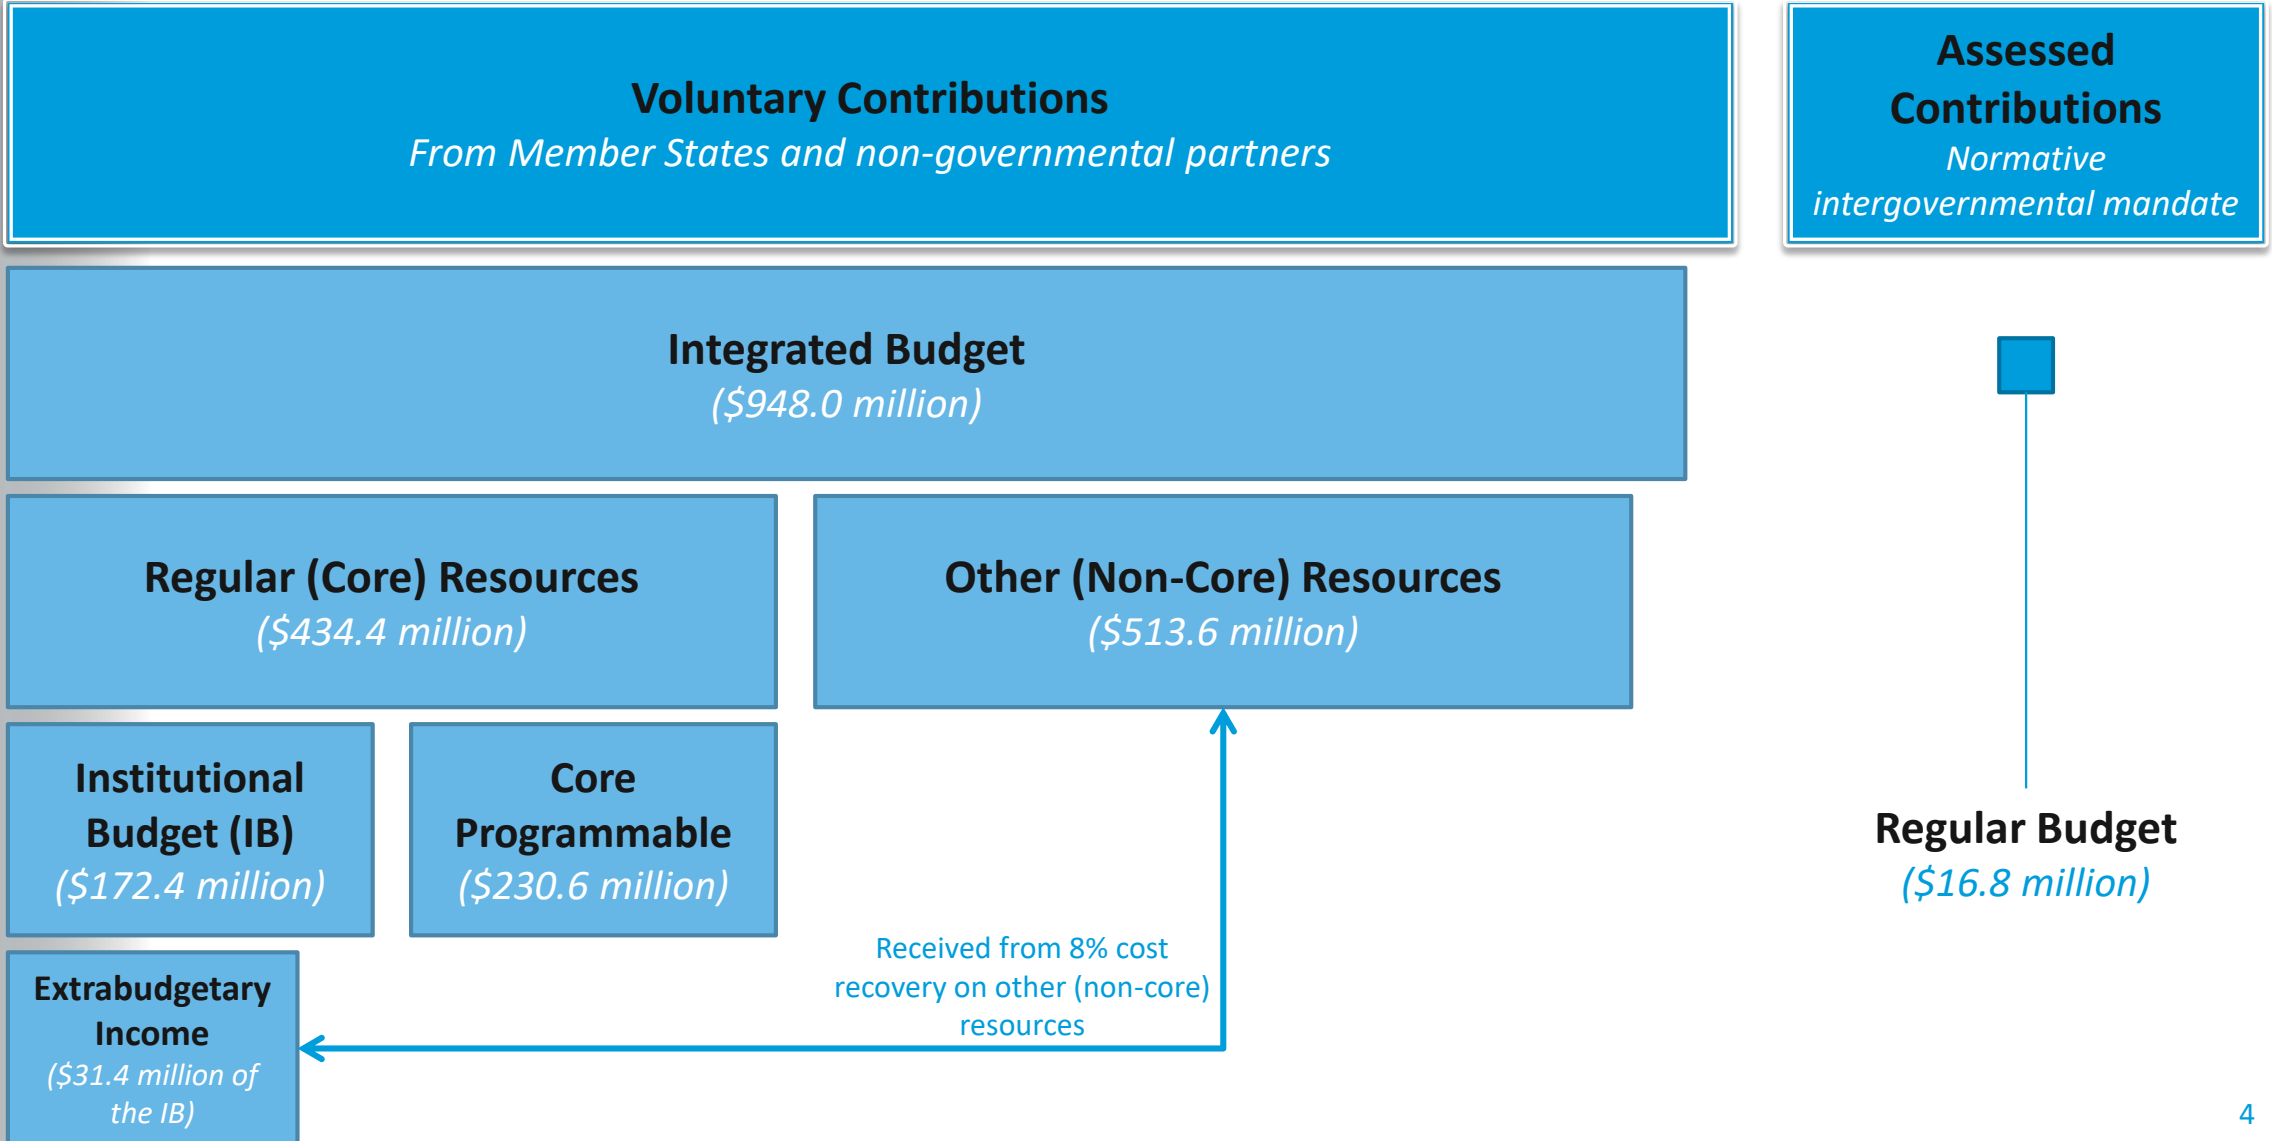 Voluntary Contributions
From Member States and non-governmental partners
Assessed
Contributions
Normative
intergovernmental mandate
Integrated Budget
($948.0 million)
Regular (Core) Resources
($434.4 million)
Other (Non-Core) Resources
($513.6 million)
Institutional
Budget (IB)
($172.4 million)
Core
Programmable
($230.6 million)
Regular Budget
($16.8 million)
Extrabudgetary
Income
($31.4 million of
the IB)
Received from 8% cost
recovery on other (non-core)
resources
4